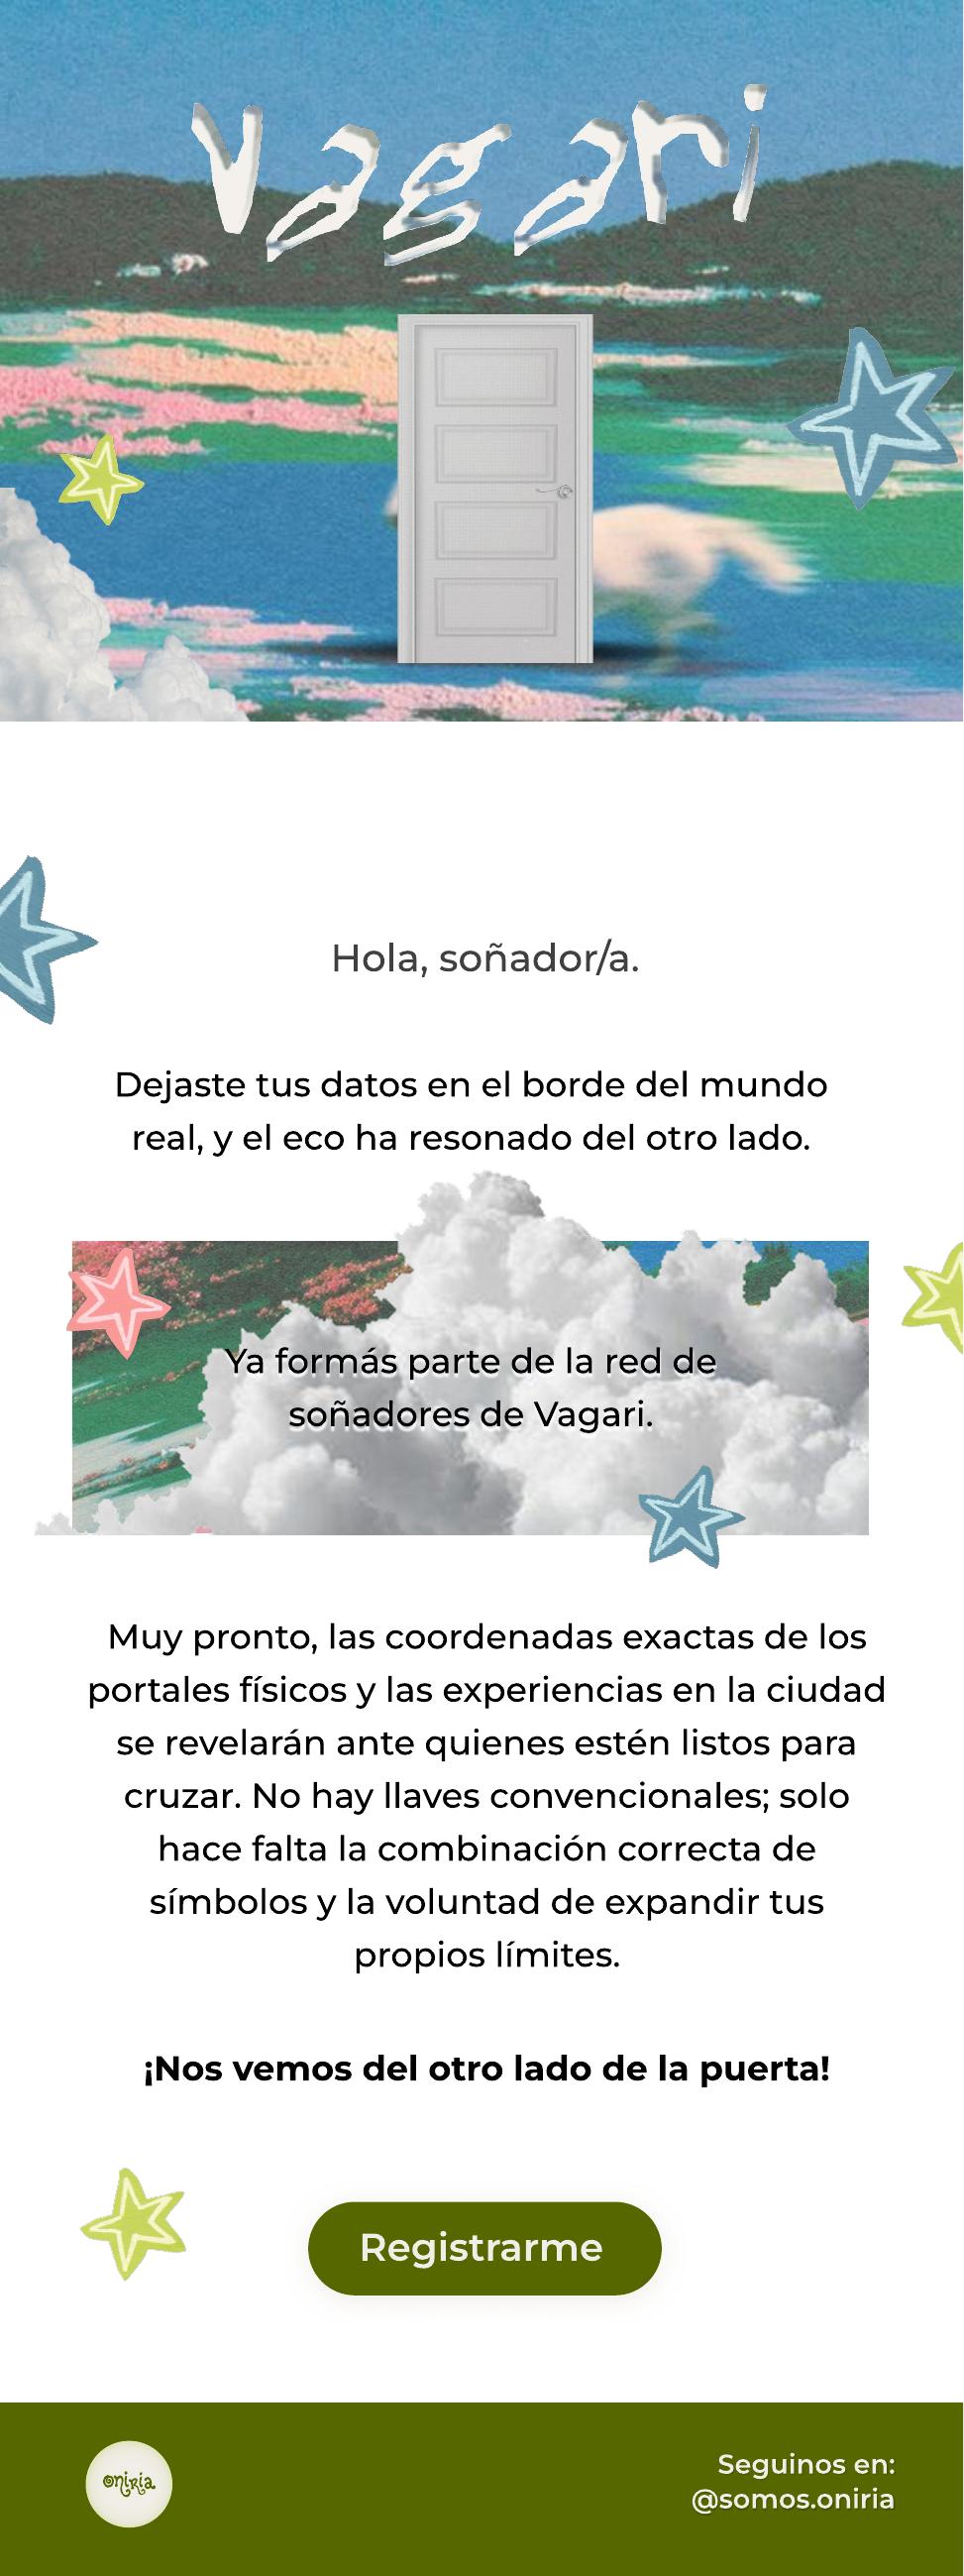 Vagari
Hola, soñador/a.
Dejaste tus datos en el borde del mundo
real, y el eco ha resonado del otro lado.
Ya formás parte de la red de
soñadores de Vagari.
Muy pronto, las coordenadas exactas de los
portales físicos y las experiencias en la ciudad
se revelarán ante quienes estén listos para
cruzar. No hay llaves convencionales; solo
hace falta la combinación correcta de
símbolos y la voluntad de expandir tus
propios límites.
¡Nos vemos del otro lado de la puerta!
Registrarme
oniria
Seguinos en:
@somos.oniria